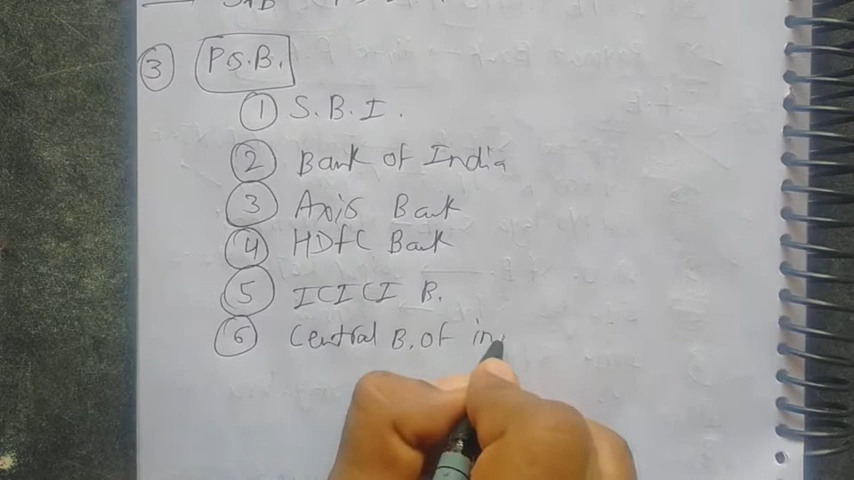 ③ P.S.B.
① S.B.I.
② Bank of India
③ Axis Bank
④ HDFC Bank
⑤ ICICI B.
⑥ Central B. of in